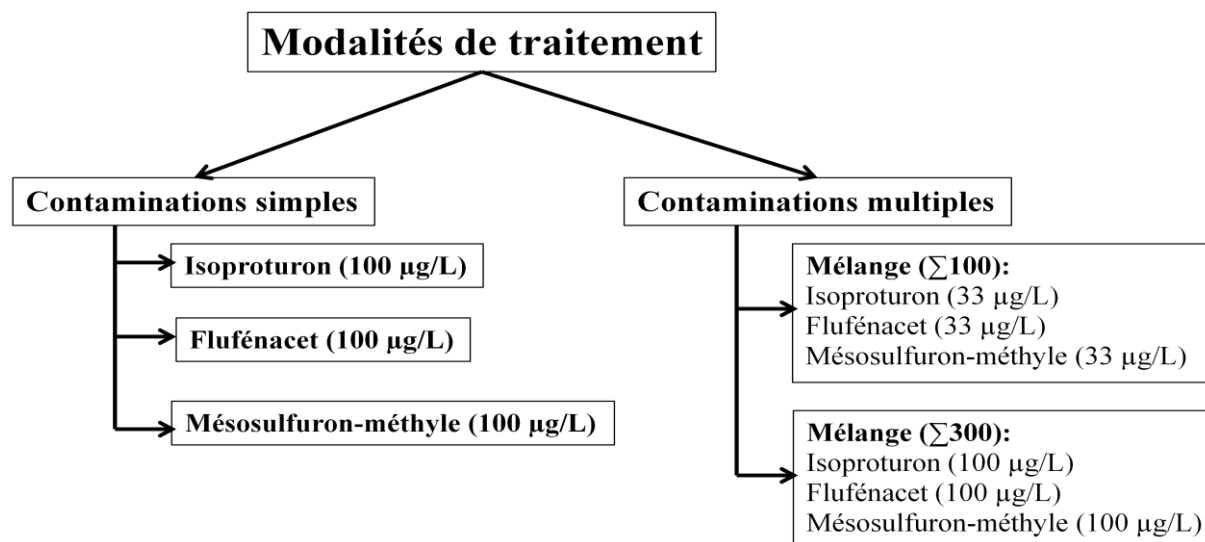 Modalités de traitement
Contaminations simples
Isoproturon (100 µg/L)
Flufénacet (100 µg/L)
Mésosulfuron-méthyle (100 µg/L)
Contaminations multiples
Mélange (∑100):
Isoproturon (33 µg/L)
Flufénacet (33 µg/L)
Mésosulfuron-méthyle (33 µg/L)
Mélange (∑300):
Isoproturon (100 µg/L)
Flufénacet (100 µg/L)
Mésosulfuron-méthyle (100 µg/L)